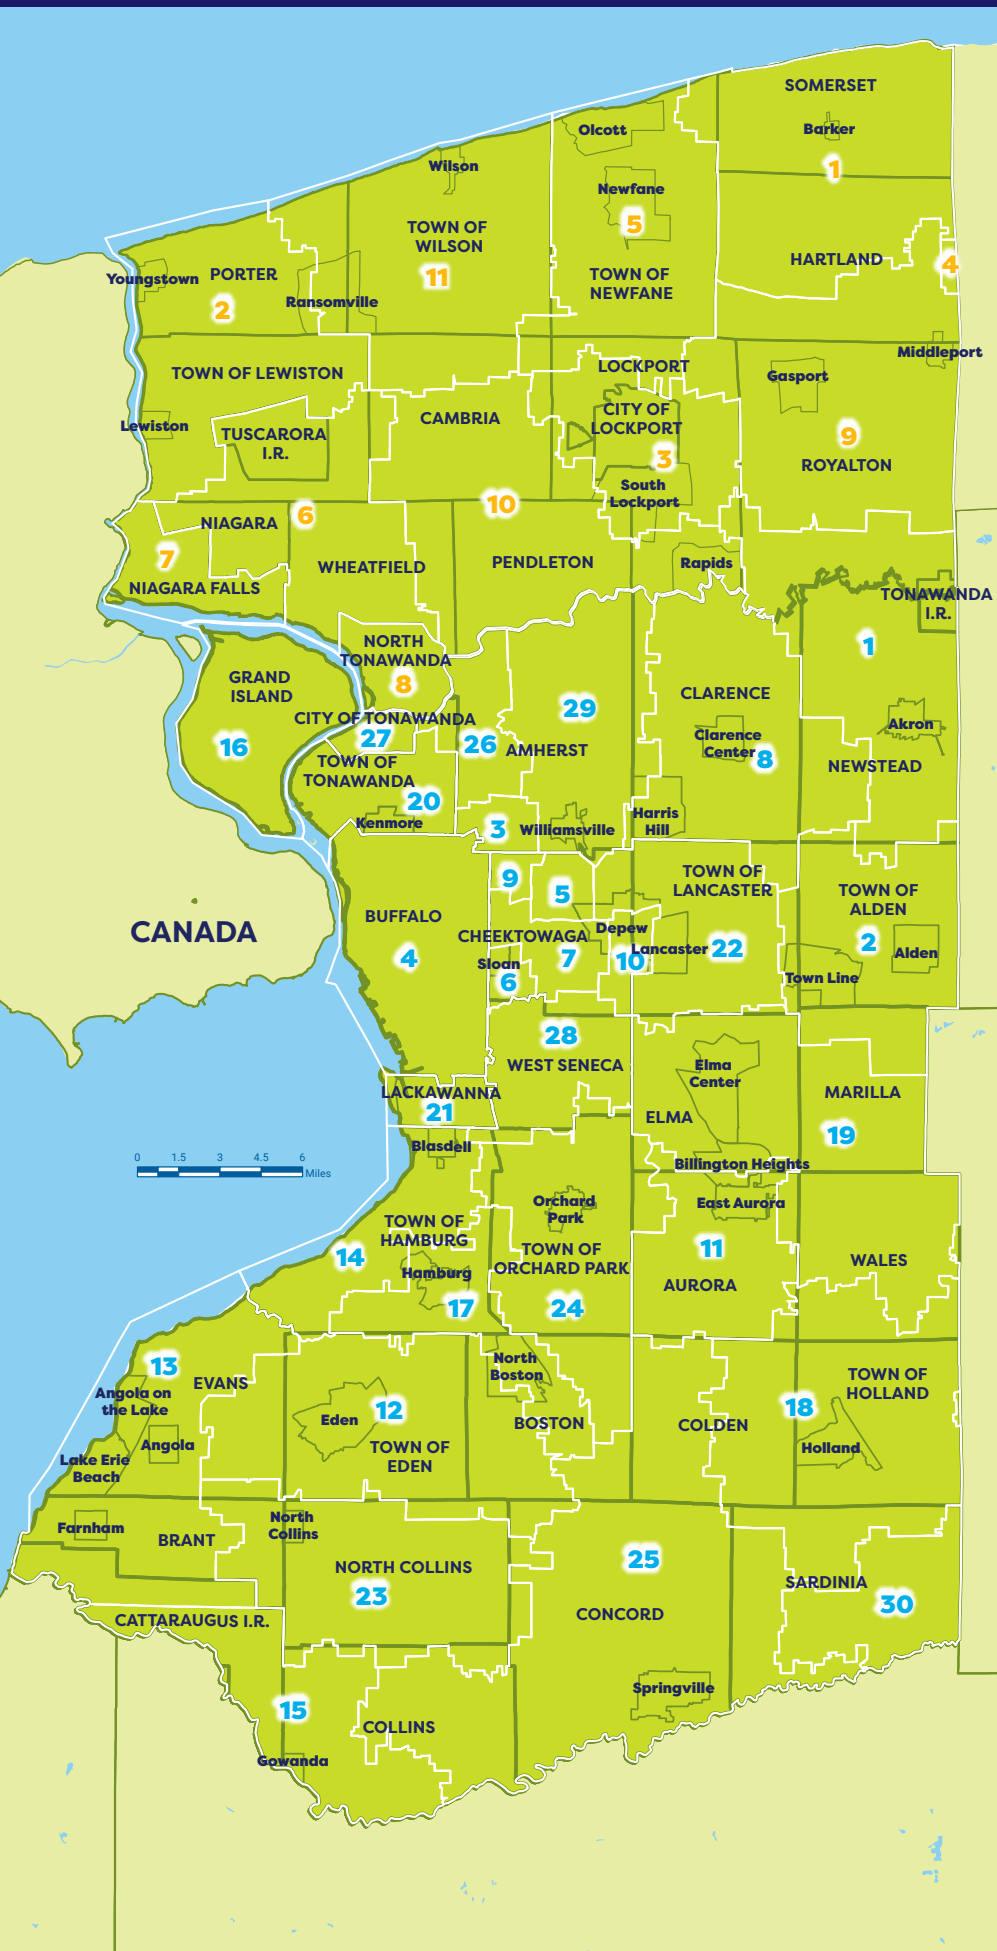 SOMERSET
Barker
1
Olcott
Wilson
Newfane
5
TOWN OF
WILSON
11
TOWN OF
NEWFANE
HARTLAND
4
Youngstown
PORTER
2
Ransomville
Middleport
Gasport
LOCKPORT
TOWN OF LEWISTON
CITY OF
LOCKPORT
3
CAMBRIA
Lewiston
TUSCARORA
I.R.
9
ROYALTON
South
Lockport
10
6
NIAGARA
7
NIAGARA FALLS
WHEATFIELD
PENDLETON
Rapids
TONAWANDA
I.R.
1
NORTH
TONAWANDA
8
GRAND
ISLAND
16
CITY OF TONAWANDA
27
TOWN OF
TONAWANDA
20
Kenmore
26
29
AMHERST
CLARENCE
Clarence
Center
8
Akron
NEWSTEAD
3
Williamsville
Harris
Hill
9
5
TOWN OF
LANCASTER
TOWN OF
ALDEN
BUFFALO
4
CANADA
CHEEKTOWAGA
7
Depew
10
Lancaster
22
2
Alden
Sloan
6
Town Line
28
WEST SENECA
Elma
Center
ELMA
MARILLA
19
LACKAWANNA
21
Blasdell
0 1.5 3 4.5 6
Miles
Billington Heights
East Aurora
Orchard
Park
TOWN OF
HAMBURG
14
Hamburg
17
TOWN OF
ORCHARD PARK
24
11
AURORA
WALES
13
EVANS
Angola on
the Lake
Angola
Lake Erie
Beach
Eden
12
TOWN OF
EDEN
North
Boston
BOSTON
COLDEN
18
TOWN OF
HOLLAND
Holland
Farnham
BRANT
North
Collins
NORTH COLLINS
23
25
CONCORD
SARDINIA
30
CATTARAUGUS I.R.
Springville
15
COLLINS
Gowanda